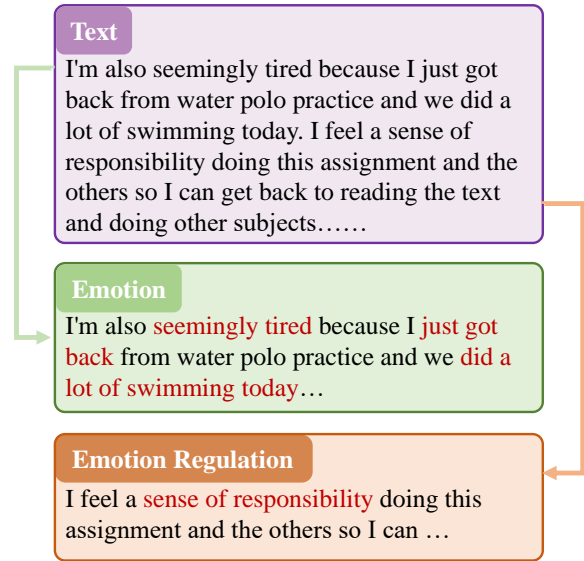 Text
I'm also seemingly tired because I just got
back from water polo practice and we did a
lot of swimming today. I feel a sense of
responsibility doing this assignment and the
others so I can get back to reading the text
and doing other subjects……
Emotion
I'm also seemingly tired because I just got
back from water polo practice and we did a
lot of swimming today…
Emotion Regulation
I feel a sense of responsibility doing this
assignment and the others so I can …